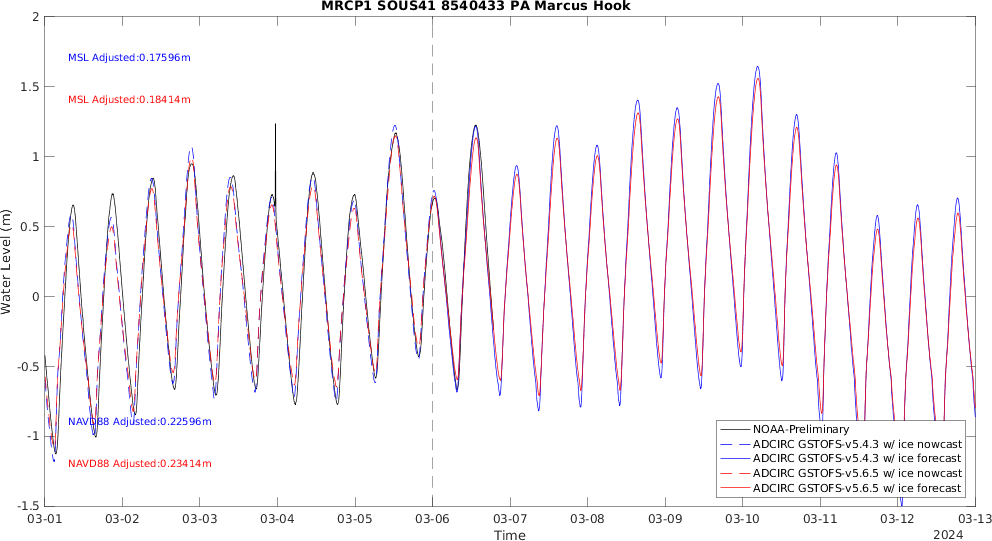 MRCP1 SOUS41 8540433 PA Marcus Hook
2
1.5
1
0.5
0
-0.5
-1
-1.5
Water Level (m)
MSL Adjusted:0.17596m
MSL Adjusted:0.18414m
NAVD88 Adjusted:0.22596m
NAVD88 Adjusted:0.23414m
NOAA-Preliminary
ADCIRC GSTOFS-v5.4.3 w/ ice nowcast
ADCIRC GSTOFS-v5.4.3 w/ ice forecast
ADCIRC GSTOFS-v5.6.5 w/ ice nowcast
ADCIRC GSTOFS-v5.6.5 w/ ice forecast
03-01 03-02 03-03 03-04 03-05 03-06 03-07 03-08 03-09 03-10 03-11 03-12 03-13
Time
2024